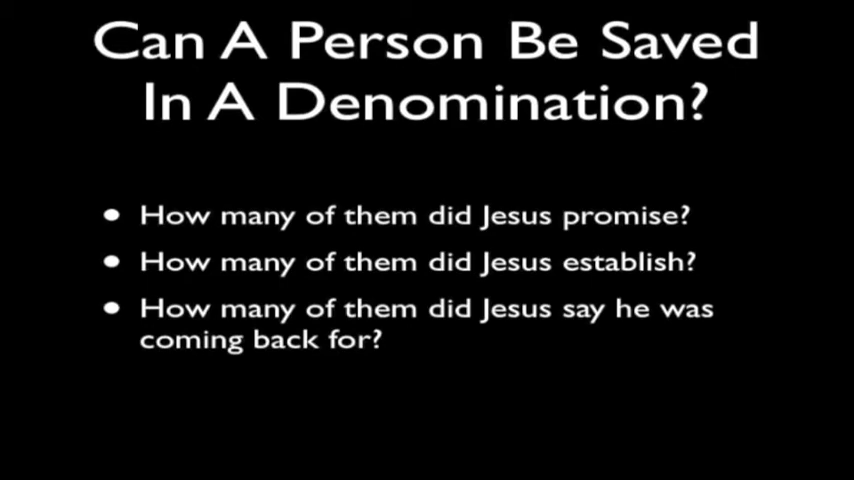 Can A Person Be Saved
In A Denomination?
• How many of them did Jesus promise?
• How many of them did Jesus establish?
• How many of them did Jesus say he was
coming back for?